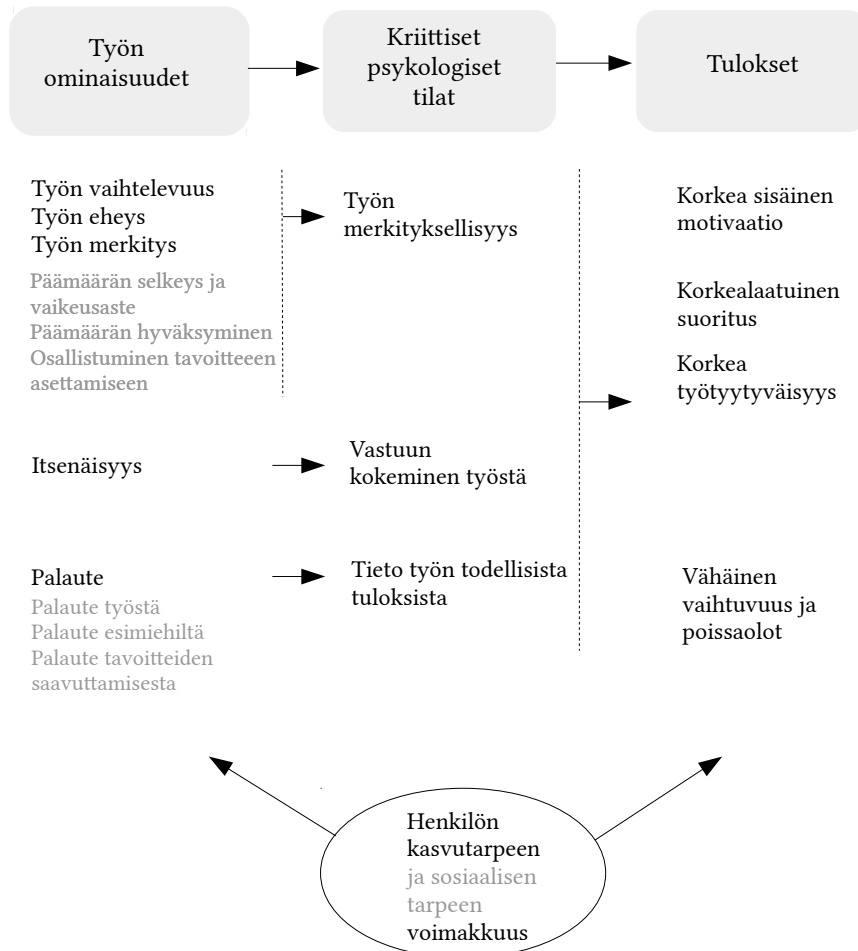 Työn
ominaisuudet
Kriittiset
psykologiset
tilat
Tulokset
Työn vaihtelevuus
Työn eheys
Työn merkitys
Päämäärän selkeys ja
vaikeusaste
Päämäärän hyväksyminen
Osallistuminen tavoitteeen
asettamiseen
Työn
merkityksellisyys
Korkea sisäinen
motivaatio
Korkealaatuinen
suoritus
Korkea
työtyytyväisyys
Itsenäisyys
Vastuun
kokeminen työstä
Palaute
Palaute työstä
Palaute esimiehiltä
Palaute tavoitteiden
saavuttamisesta
Tieto työn todellisista
tuloksista
Vähäinen
vaihtuvuus ja
poissaolot
Henkilön
kasvutarpeen
ja sosiaalisen
tarpeen
voimakkuus